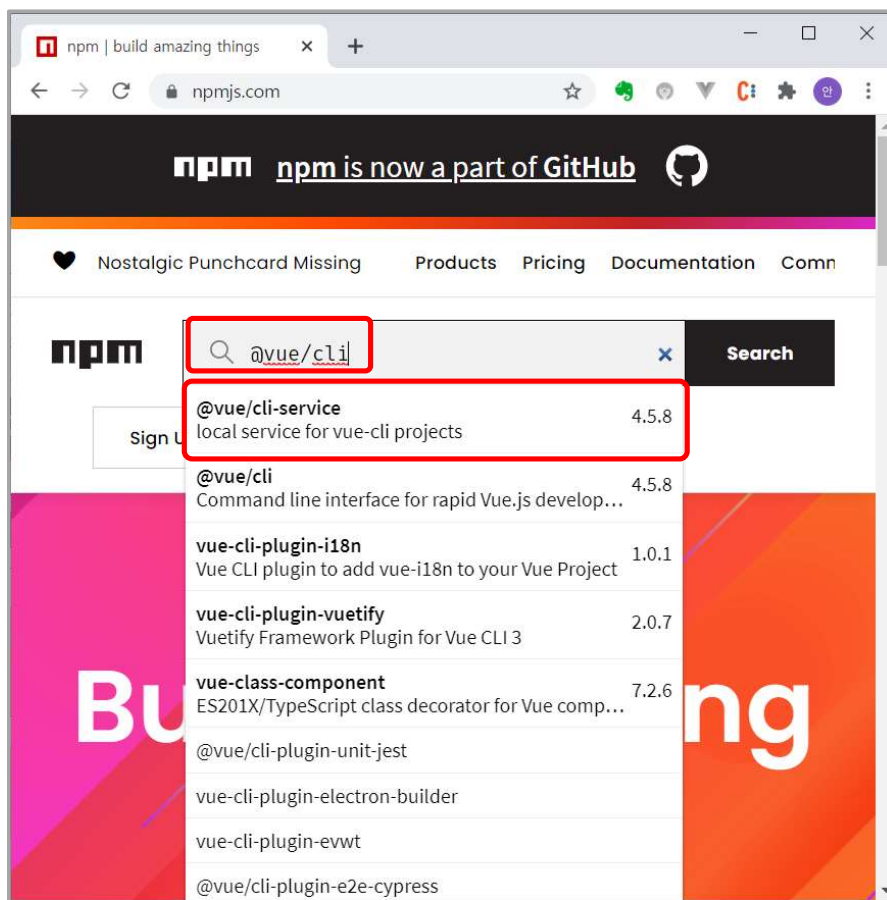 npm | build amazing things
npmjs.com
안
npm npm is now a part of GitHub
Nostalgic Punchcard Missing Products Pricing Documentation Comm
npm @vue/cli Search
Sign U
@vue/cli-service 4.5.8
local service for vue-cli projects
@vue/cli 4.5.8
Command line interface for rapid Vue.js develop...
vue-cli-plugin-i18n 1.0.1
Vue CLI plugin to add vue-i18n to your Vue Project
vue-cli-plugin-vuetify 2.0.7
Vuetify Framework Plugin for Vue CLI 3
vue-class-component 7.2.6
ES201X/TypeScript class decorator for Vue comp...
@vue/cli-plugin-unit-jest
vue-cli-plugin-electron-builder
vue-cli-plugin-evwt
@vue/cli-plugin-e2e-cypress
Bu ng